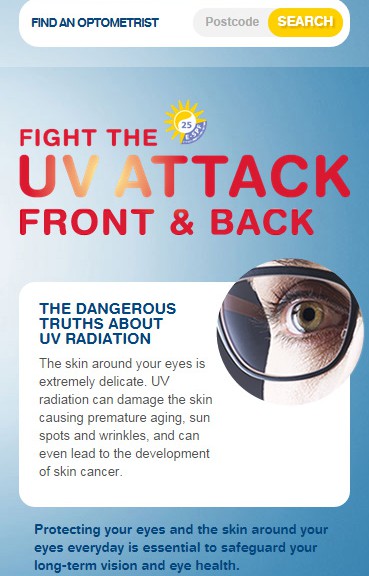 FIND AN OPTOMETRIST
Postcode
SEARCH
25
E-SPF
FIGHT THE
UV ATTACK
FRONT & BACK
THE DANGEROUS
TRUTHS ABOUT
UV RADIATION
The skin around your eyes is
extremely delicate. UV
radiation can damage the skin
causing premature aging, sun
spots and wrinkles, and can
even lead to the development
of skin cancer.
Protecting your eyes and the skin around your
eyes everyday is essential to safeguard your
long-term vision and eye health.